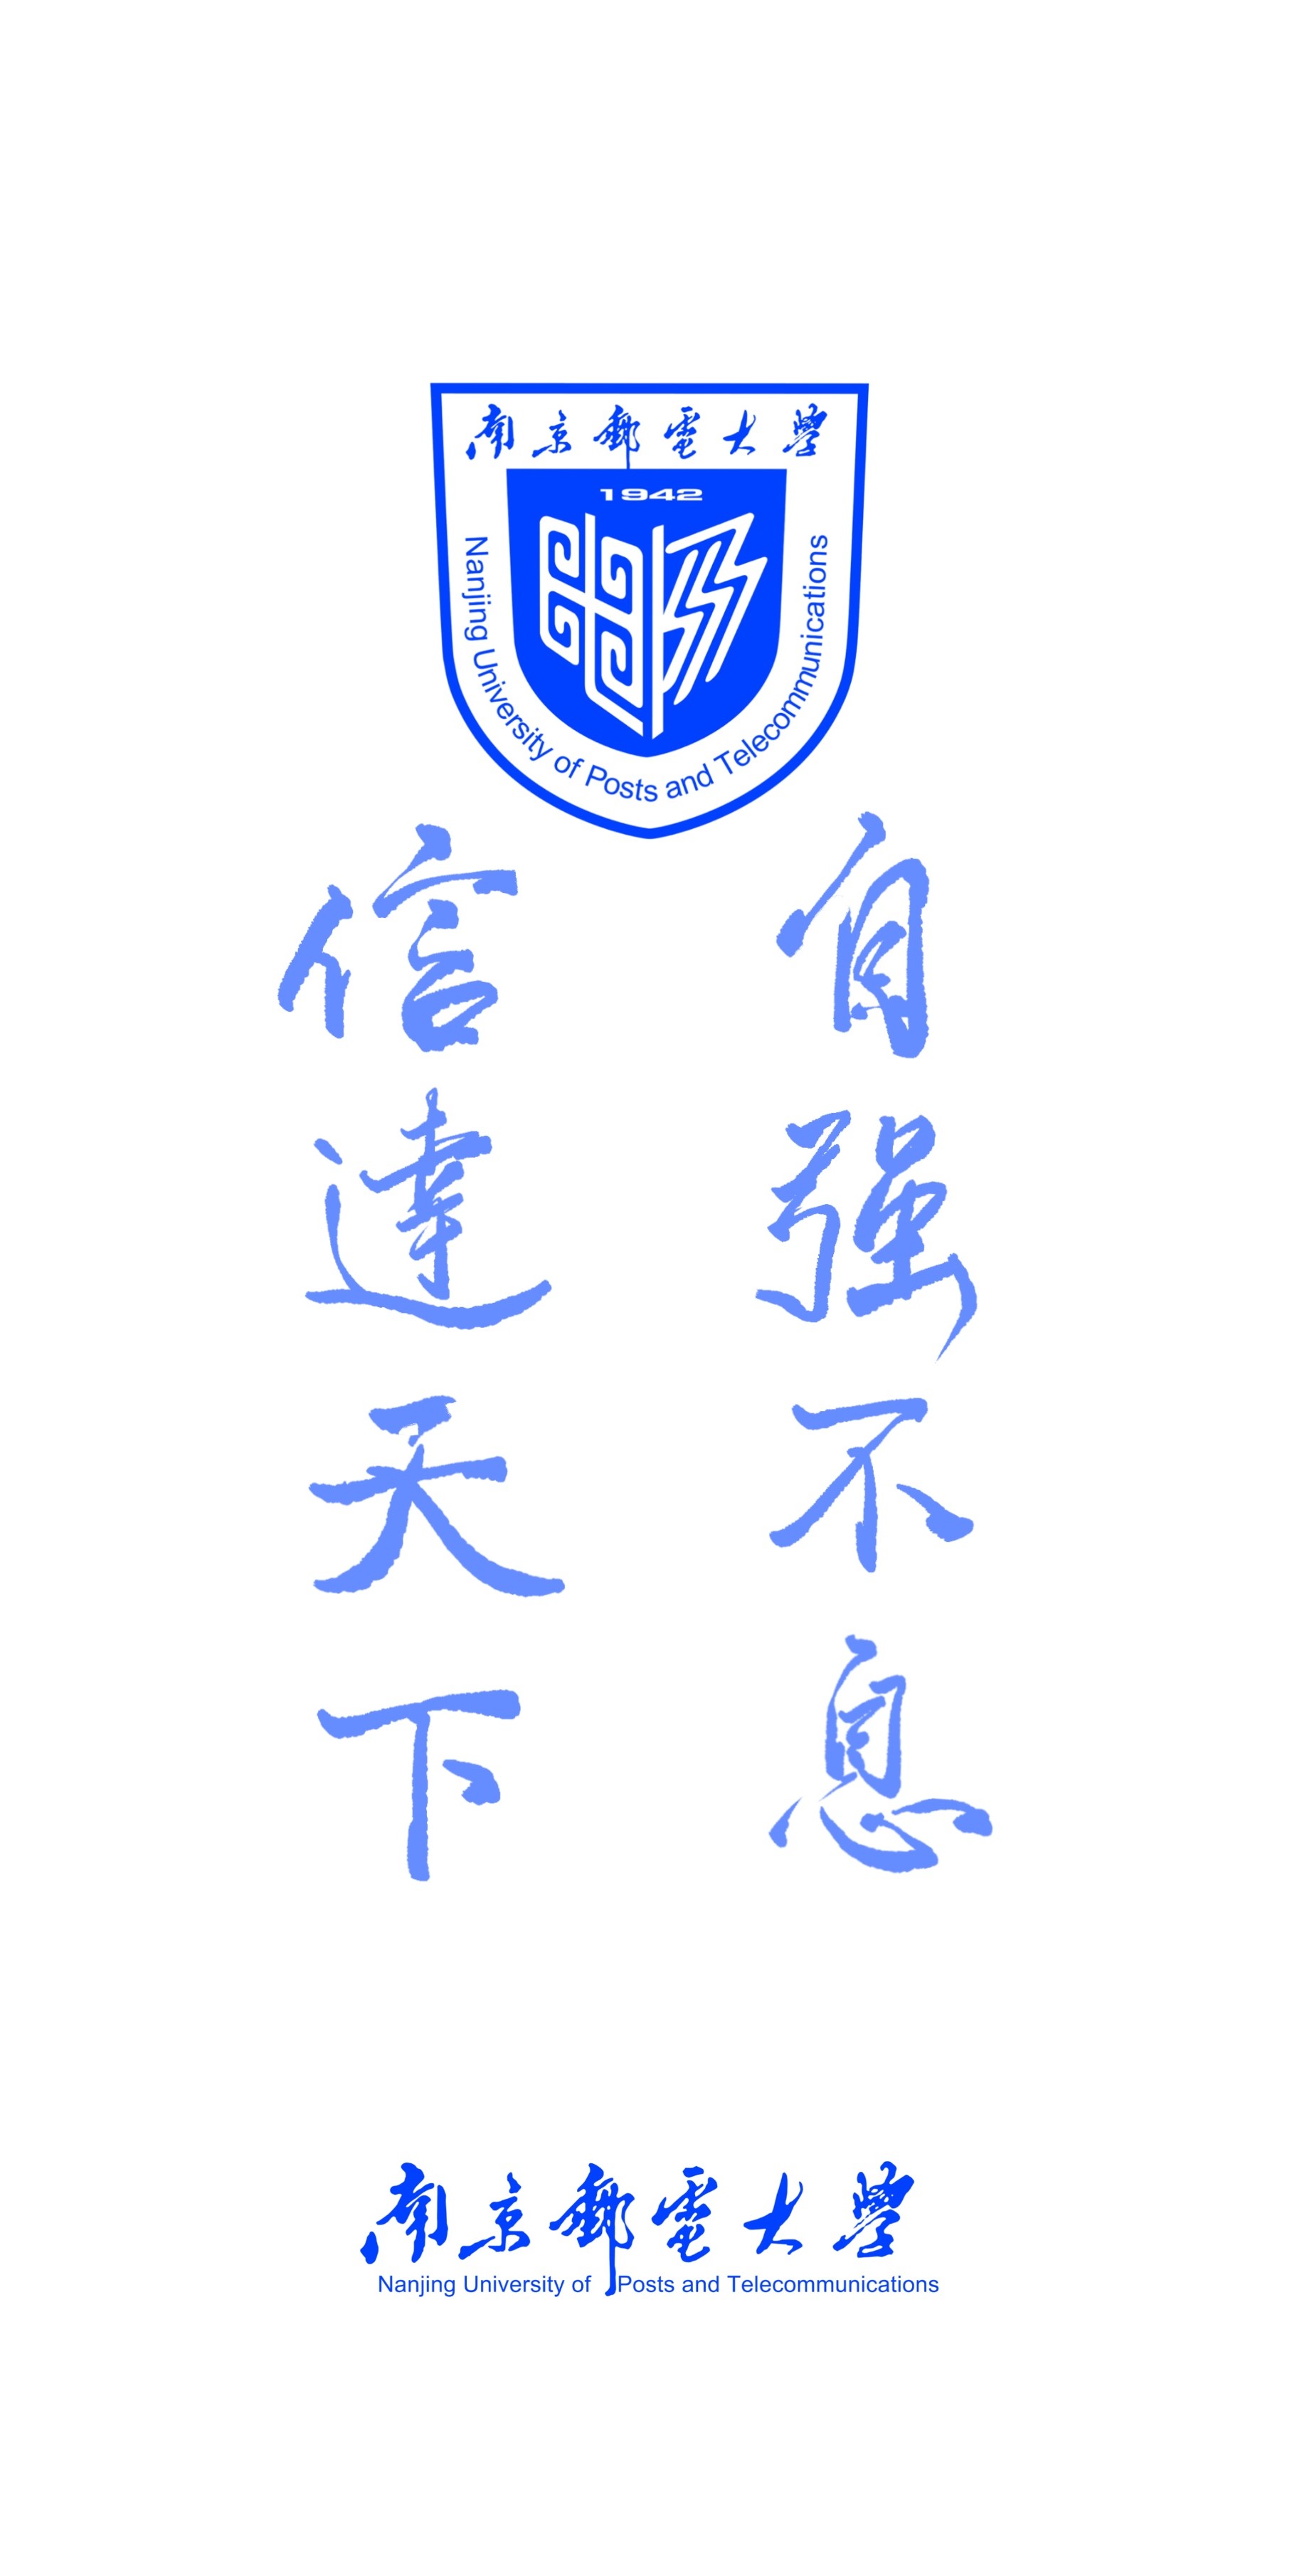 南京郵電大學
1942
Nanjing University of Posts and Telecommunications
自强不息
信達天下
南京郵電大學
Nanjing University of Posts and Telecommunications